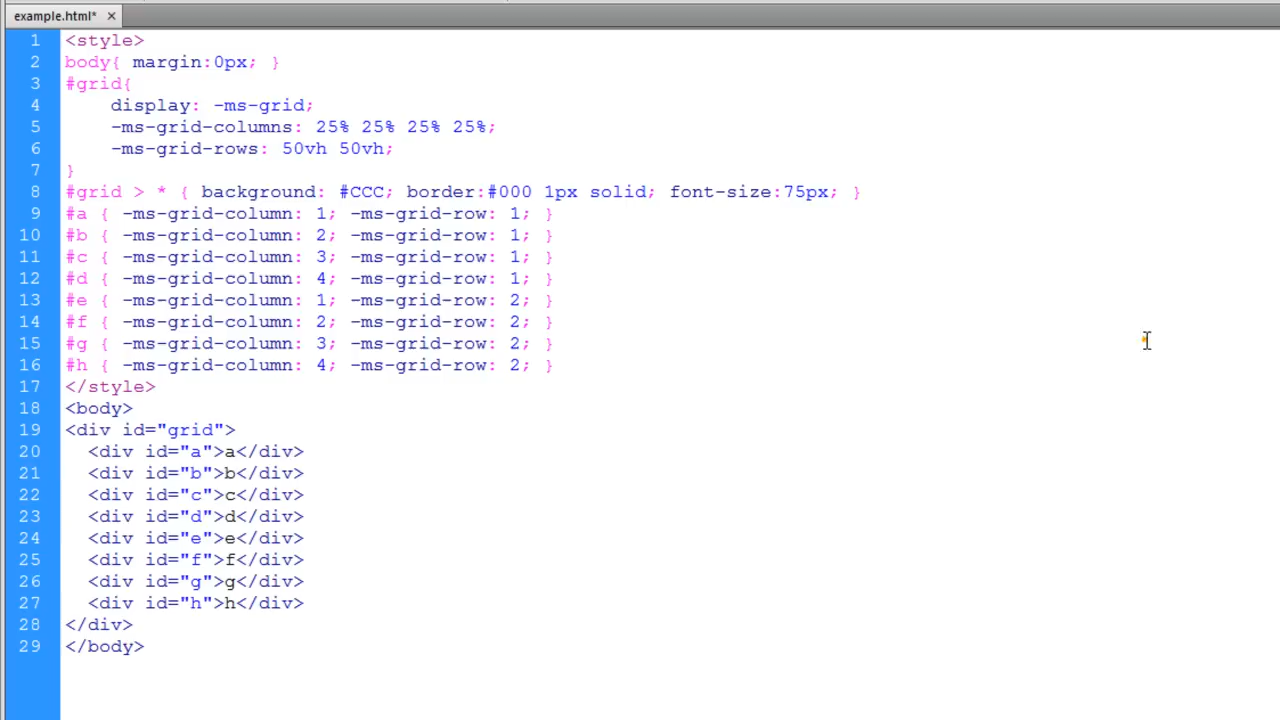 example.html* ×
1 <style>
2 body{ margin:0px; }
3 #grid{
4     display: -ms-grid;
5     -ms-grid-columns: 25% 25% 25% 25%;
6     -ms-grid-rows: 50vh 50vh;
7 }
8 #grid > * { background: #CCC; border:#000 1px solid; font-size:75px; }
9 #a { -ms-grid-column: 1; -ms-grid-row: 1; }
10 #b { -ms-grid-column: 2; -ms-grid-row: 1; }
11 #c { -ms-grid-column: 3; -ms-grid-row: 1; }
12 #d { -ms-grid-column: 4; -ms-grid-row: 1; }
13 #e { -ms-grid-column: 1; -ms-grid-row: 2; }
14 #f { -ms-grid-column: 2; -ms-grid-row: 2; }
15 #g { -ms-grid-column: 3; -ms-grid-row: 2; }
16 #h { -ms-grid-column: 4; -ms-grid-row: 2; }
17 </style>
18 <body>
19 <div id="grid">
20   <div id="a">a</div>
21   <div id="b">b</div>
22   <div id="c">c</div>
23   <div id="d">d</div>
24   <div id="e">e</div>
25   <div id="f">f</div>
26   <div id="g">g</div>
27   <div id="h">h</div>
28 </div>
29 </body>